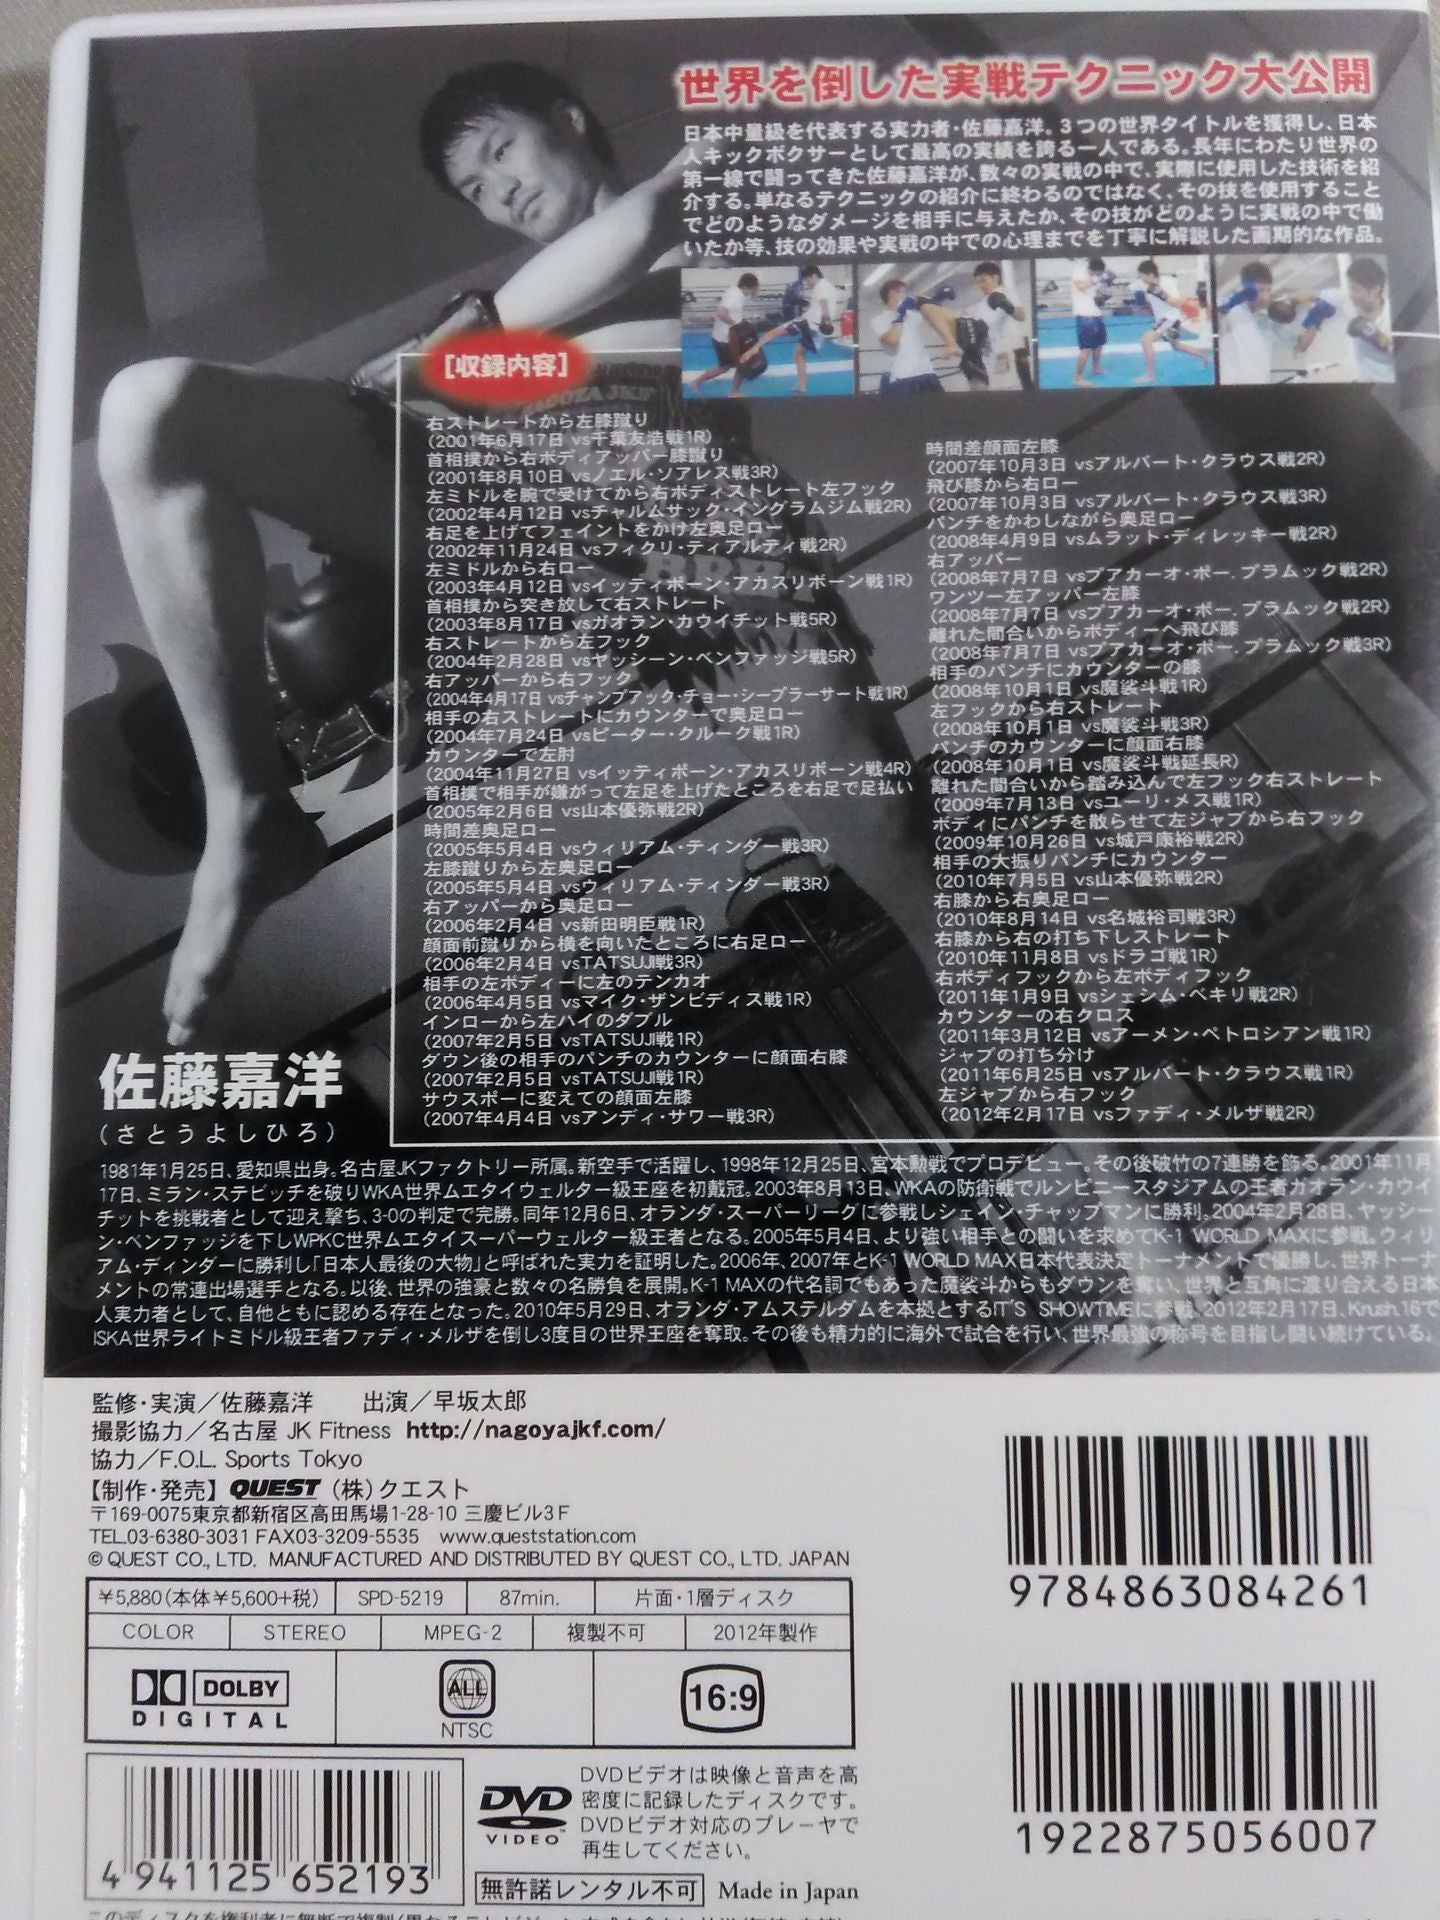 世界を倒した実戦テクニック大公開
日本中量級を代表する実力者・佐藤嘉洋。3つの世界タイトルを獲得し、日本
人キックボクサーとして最高の実績を誇る一人である。長年にわたり世界の
第一線で闘ってきた佐藤嘉洋が、数々の実戦の中で、実際に使用した技術を紹
介する。単なるテクニックの紹介に終わるのではなく、その技を使用すること
でどのようなダメージを相手に与えたか、その技がどのように実戦の中で働
いたか等、技の効果や実戦の中での心理までを丁寧に解説した画期的な作品。
[収録内容]
右ストレートから左膝蹴り
(2001年6月17日 vs千葉友浩戦1R)
首相撲から右ボディアッパー膝蹴り
(2001年8月10日 vsノエル・ソアレス戦3R)
左ミドルを腕で受けてから右ボディストレート左フック
(2002年4月12日 vsチャルムサック・イングラムジム戦2R)
右足を上げてフェイントをかけ左奥足ロー
(2002年11月24日 vsフィクリ・ティアルティ戦2R)
左ミドルから右ロー
(2003年4月12日 vsイッティポーン・アカスリポーン戦1R)
首相撲から突き放して右ストレート
(2003年8月17日 vsガオラン・カウイチット戦5R)
右ストレートから左フック
(2004年2月28日 vsヤッシーン・ベンファッジ戦5R)
右アッパーから右フック
(2004年4月17日 vsチャンプアック・チョー・シープラーサート戦1R)
相手の右ストレートにカウンターで奥足ロー
(2004年7月24日 vsピーター・クルーク戦1R)
カウンターで左肘
(2004年11月27日 vsイッティポーン・アカスリポーン戦4R)
首相撲で相手が嫌がって左足を上げたところを右足で足払い
(2005年2月6日 vs山本優弥戦2R)
時間差奥足ロー
(2005年5月4日 vsウィリアム・ディンダー戦3R)
左膝蹴りから左奥足ロー
(2005年5月4日 vsウィリアム・ディンダー戦3R)
右アッパーから奥足ロー
(2006年2月4日 vs新田明臣戦1R)
顔面前蹴りから横を向いたところに右足ロー
(2006年2月4日 vsTATSUJI戦3R)
相手の左ボディーに左のテンカオ
(2006年4月5日 vsマイク・ザンビディス戦1R)
インローから左ハイのダブル
(2007年2月5日 vsTATSUJI戦1R)
ダウン後の相手のパンチのカウンターに顔面右膝
(2007年2月5日 vsTATSUJI戦1R)
サウスポーに変えての顔面左膝
(2007年4月4日 vsアンディ・サワー戦3R)
時間差顔面左膝
(2007年10月3日 vsアルバート・クラウス戦2R)
飛び膝から右ロー
(2007年10月3日 vsアルバート・クラウス戦3R)
パンチをかわしながら奥足ロー
(2008年4月9日 vsムラット・ディレッキー戦2R)
右アッパー
(2008年7月7日 vsブアカーオ・ポー. プラムック戦2R)
ワンツー左アッパー左膝
(2008年7月7日 vsブアカーオ・ポー. プラムック戦2R)
離れた間合いからボディーへ飛び膝
(2008年7月7日 vsブアカーオ・ポー. プラムック戦3R)
相手のパンチにカウンターの膝
(2008年10月1日 vs魔裟斗戦1R)
左フックから右ストレート
(2008年10月1日 vs魔裟斗戦3R)
パンチのカウンターに顔面右膝
(2008年10月1日 vs魔裟斗戦延長R)
離れた間合いから踏み込んで左フック右ストレート
(2009年7月13日 vsユーリ・メス戦1R)
ボディにパンチを散らせて左ジャブから右フック
(2009年10月26日 vs城戸康裕戦2R)
相手の大振りパンチにカウンター
(2010年7月5日 vs山本優弥戦2R)
右膝から右奥足ロー
(2010年8月14日 vs名城裕司戦3R)
右膝から右の打ち下しストレート
(2010年11月8日 vsドラゴ戦1R)
右ボディフックから左ボディフック
(2011年1月9日 vsシェシム・ベキリ戦2R)
カウンターの右クロス
(2011年3月12日 vsアーメン・ペトロシアン戦1R)
ジャブの打ち分け
(2011年6月25日 vsアルバート・クラウス戦1R)
左ジャブから右フック
(2012年2月17日 vsファディ・メルザ戦2R)
佐藤嘉洋
(さとうよしひろ)
1981年1月25日、愛知県出身。名古屋JKファクトリー所属。新空手で活躍し、1998年12月25日、宮本勲戦でプロデビュー。その後破竹の7連勝を飾る。2001年11月
17日、ミラン・ステビッチを破りWKA世界ムエタイウェルター級王座を初戴冠。2003年8月13日、WKAの防衛戦でルンピニースタジアムの王者ガオラン・カウイ
チットを挑戦者として迎え撃ち、3-0の判定で完勝。同年12月6日、オランダ・スーパーリーグに参戦しシェイン・チャップマンに勝利。2004年2月28日、ヤッシー
ン・ベンファッジを下しWPKC世界ムエタイスーパーウェルター級王者となる。2005年5月4日、より強い相手との闘いを求めてK-1 WORLD MAXに参戦。ウィリ
アム・ディンダーに勝利し「日本人最後の大物」と呼ばれた実力を証明した。2006年、2007年とK-1 WORLD MAX日本代表決定トーナメントで優勝し、世界トーナ
メントの常連出場選手となる。以後、世界の強豪と数々の名勝負を展開。K-1 MAXの代名詞でもあった魔裟斗からもダウンを奪い、世界と互角に渡り合える日本
人実力者として、自他ともに認める存在となった。2010年5月29日、オランダ・アムステルダムを本拠とするIT'S SHOWTIMEに参戦。2012年2月17日、Krush.16で
ISKA世界ライトミドル級王者ファディ・メルザを倒し3度目の世界王座を奪取。その後も精力的に海外で試合を行い、世界最強の称号を目指し闘い続けている。
監修・実演／佐藤嘉洋 出演／早坂太郎
撮影協力／名古屋 JK Fitness http://nagoyajkf.com/
協力／F.O.L. Sports Tokyo
【制作・発売】QUEST (株)クエスト
〒169-0075東京都新宿区高田馬場1-28-10 三慶ビル3F
TEL.03-6380-3031 FAX03-3209-5535 www.queststation.com
© QUEST CO., LTD. MANUFACTURED AND DISTRIBUTED BY QUEST CO., LTD. JAPAN
¥5,880(本体¥5,600+税) SPD-5219 87min. 片面・1層ディスク
COLOR STEREO MPEG-2 複製不可 2012年製作
DOLBY
DIGITAL
ALL
NTSC
16:9
9784863084261
1922875056007
4 941125 652193
DVD
VIDEO
DVDビデオは映像と音声を高
密度に記録したディスクです。
DVDビデオ対応のプレーヤで
再生してください。
無許諾レンタル不可 Made in Japan